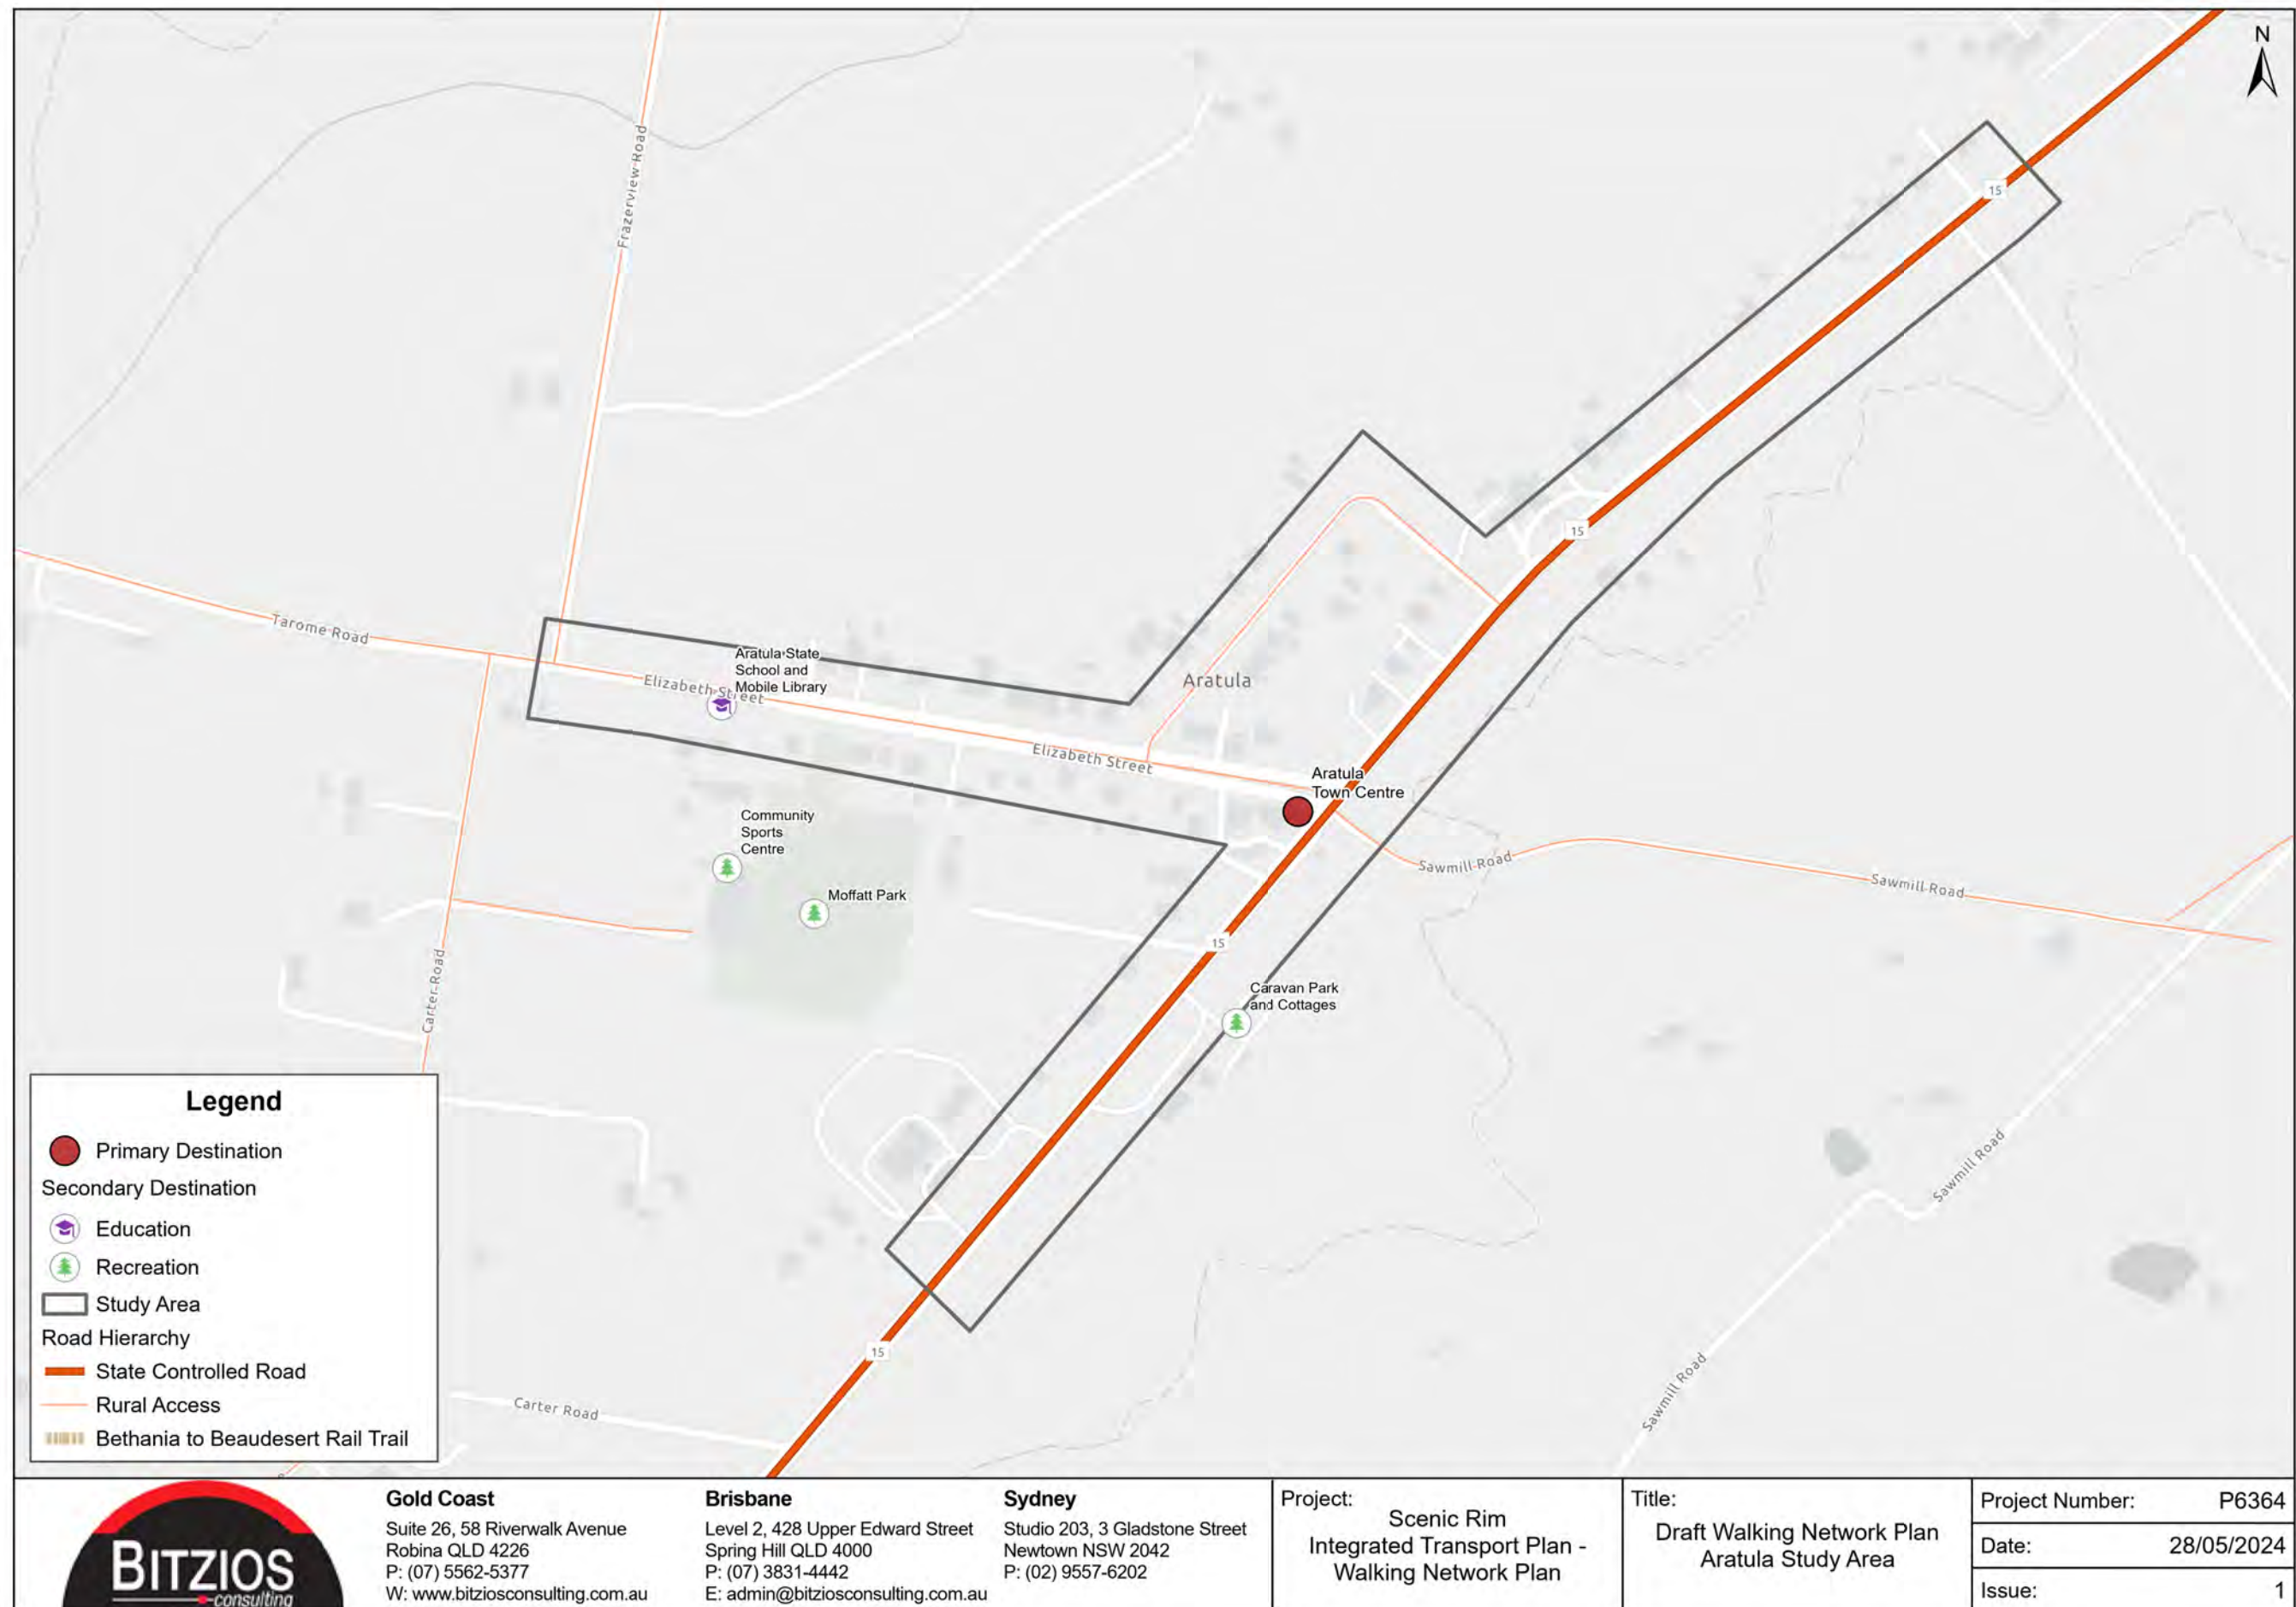 N
Frazerview Road
15
15
Tarome Road
Aratula State
School and
Mobile Library
Elizabeth Street
Aratula
Elizabeth Street
Aratula
Town Centre
Community
Sports
Centre
Moffatt Park
Sawmill Road
Sawmill Road
15
Caravan Park
and Cottages
Carter Road
Sawmill Road
15
Sawmill Road
Carter Road
Legend
Primary Destination
Secondary Destination
Education
Recreation
Study Area
Road Hierarchy
State Controlled Road
Rural Access
Bethania to Beaudesert Rail Trail
BITZIOS
consulting
Gold Coast
Suite 26, 58 Riverwalk Avenue
Robina QLD 4226
P: (07) 5562-5377
W: www.bitziosconsulting.com.au
Brisbane
Level 2, 428 Upper Edward Street
Spring Hill QLD 4000
P: (07) 3831-4442
E: admin@bitziosconsulting.com.au
Sydney
Studio 203, 3 Gladstone Street
Newtown NSW 2042
P: (02) 9557-6202
Project:
Scenic Rim
Integrated Transport Plan -
Walking Network Plan
Title:
Draft Walking Network Plan
Aratula Study Area
Project Number: P6364
Date: 28/05/2024
Issue: 1